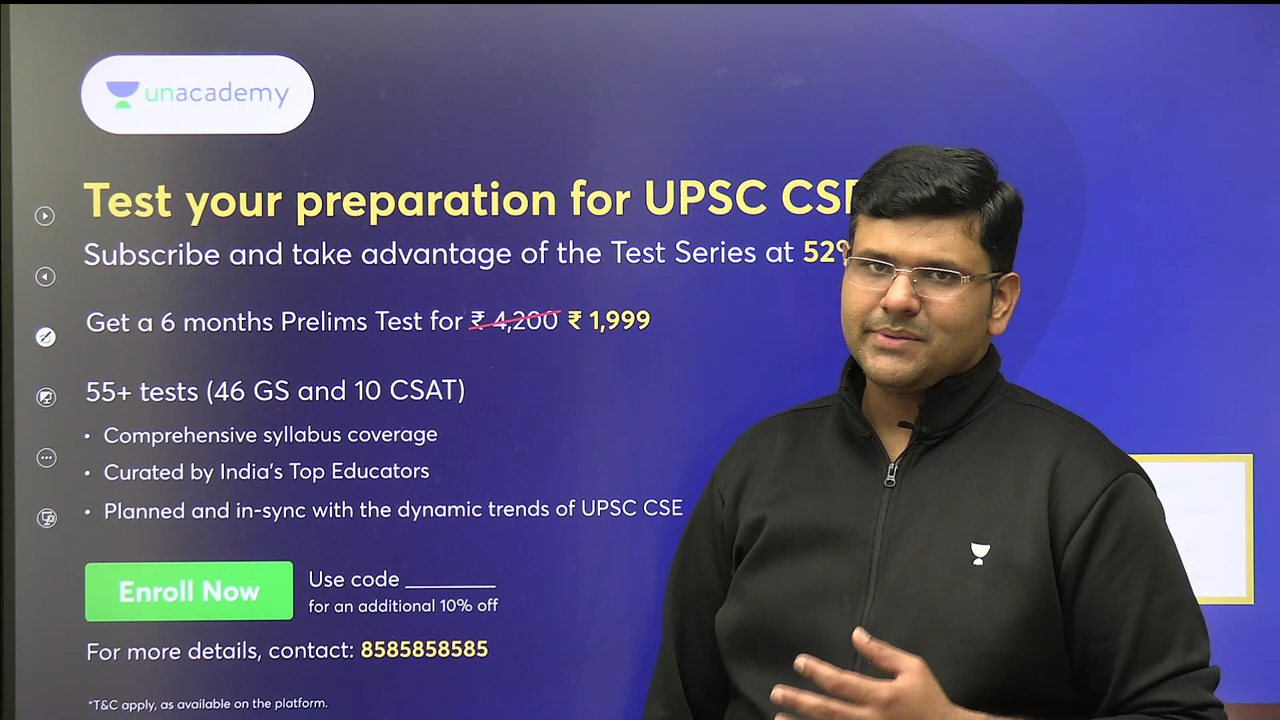 unacademy
Test your preparation for UPSC CSE
Subscribe and take advantage of the Test Series at 52%
Get a 6 months Prelims Test for ₹ 4,200 ₹ 1,999
55+ tests (46 GS and 10 CSAT)
• Comprehensive syllabus coverage
• Curated by India's Top Educators
• Planned and in-sync with the dynamic trends of UPSC CSE
Enroll Now
Use code ________
for an additional 10% off
For more details, contact: 8585858585
*T&C apply, as available on the platform.